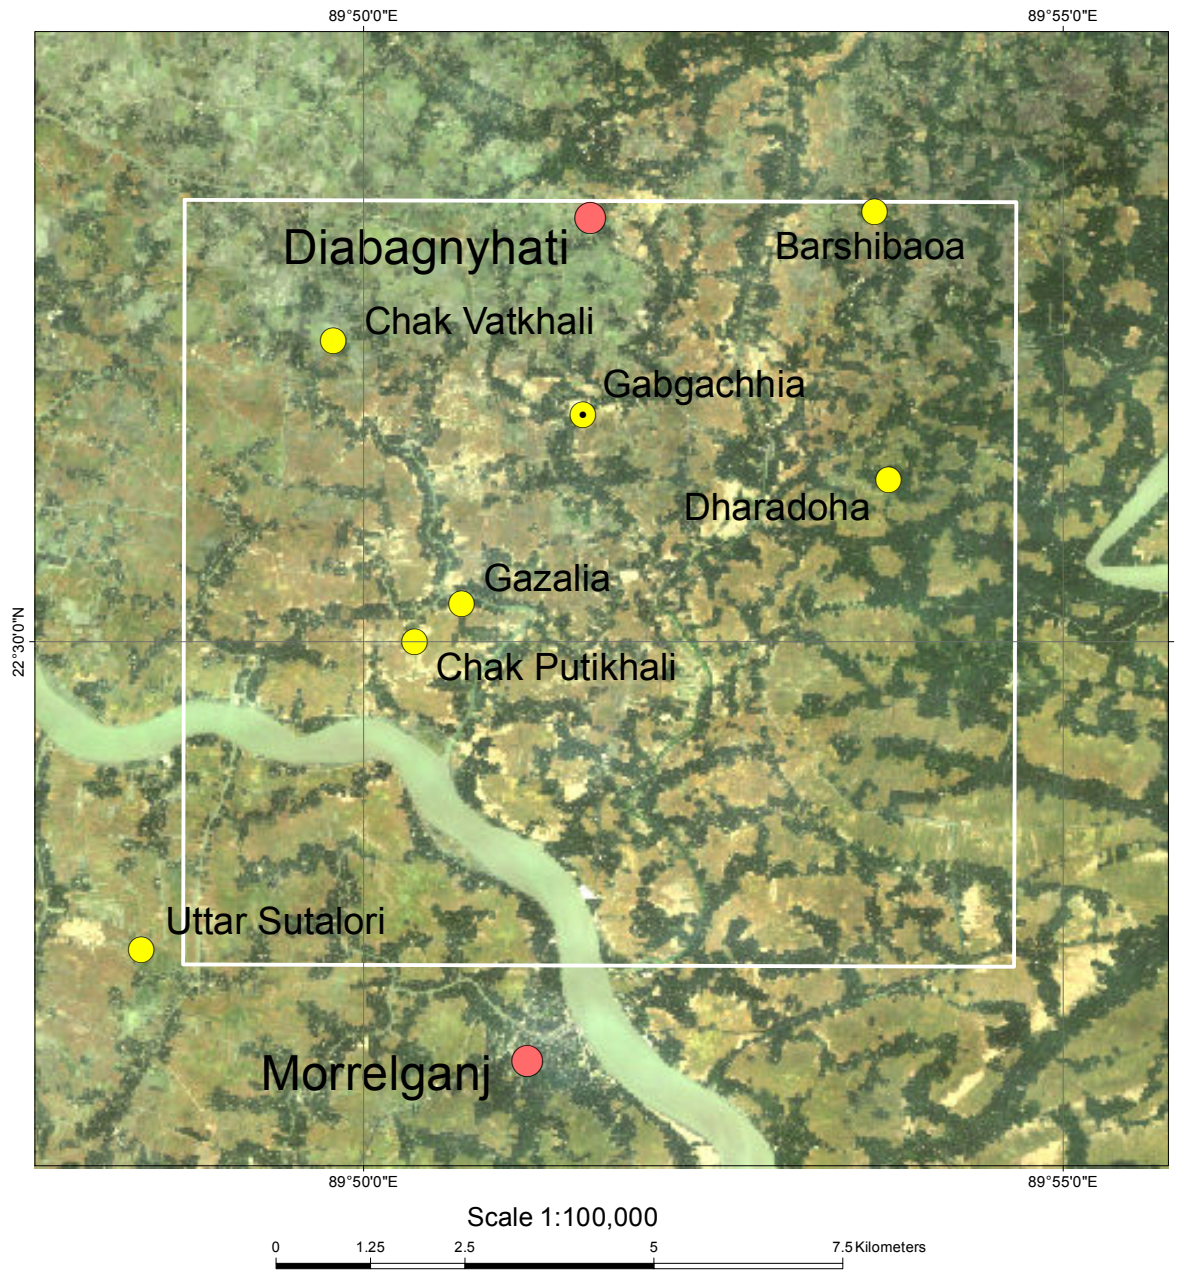 89°50'0"E
89°55'0"E
Diabagnyhati
Barshibaoa
Chak Vatkhali
Gabgachhia
Dharadoha
Gazalia
22°30'0"N
Chak Putikhali
Uttar Sutalori
Morrelganj
89°50'0"E
89°55'0"E
Scale 1:100,000
0 1.25 2.5 5 7.5 Kilometers